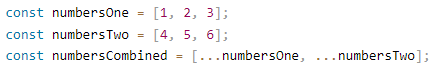 const numbersOne = [1, 2, 3];
const numbersTwo = [4, 5, 6];
const numbersCombined = [...numbersOne, ...numbersTwo];